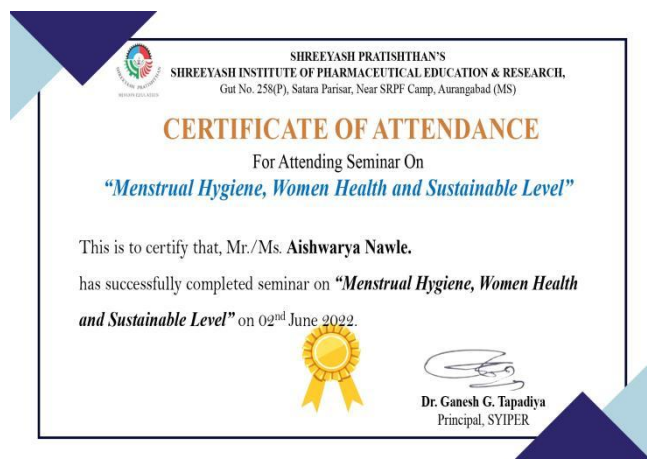 SHREEYASH PRATISHTHAN'S
SHREEYASH INSTITUTE OF PHARMACEUTICAL EDUCATION & RESEARCH,
Gut No. 258(P), Satara Parisar, Near SRPF Camp, Aurangabad (MS)
CERTIFICATE OF ATTENDANCE
For Attending Seminar On
"Menstrual Hygiene, Women Health and Sustainable Level"
This is to certify that, Mr./Ms. Aishwarya Nawle.
has successfully completed seminar on "Menstrual Hygiene, Women Health
and Sustainable Level" on 02nd June 2022.
Dr. Ganesh G. Tapadiya
Principal, SYIPER